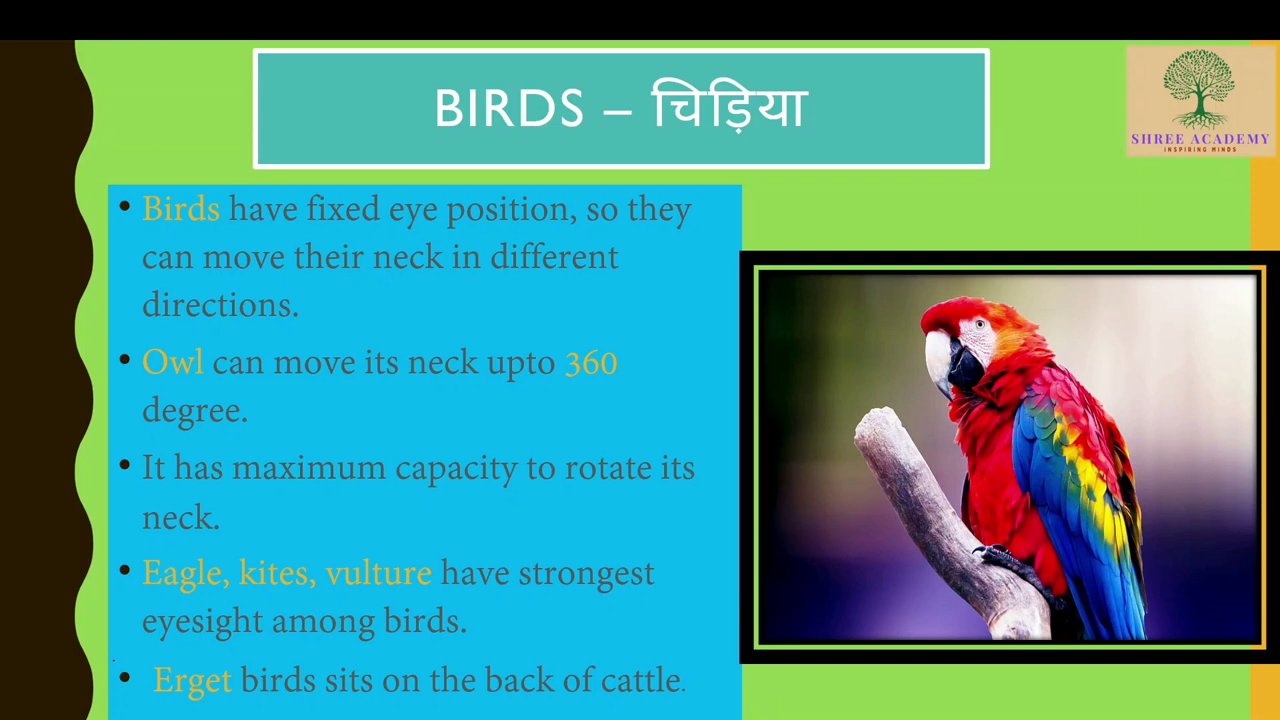 BIRDS – चिड़िया
SHREE ACADEMY
INSPIRING MINDS
• Birds have fixed eye position, so they
can move their neck in different
directions.
• Owl can move its neck upto 360
degree.
• It has maximum capacity to rotate its
neck.
• Eagle, kites, vulture have strongest
eyesight among birds.
• Erget birds sits on the back of cattle.